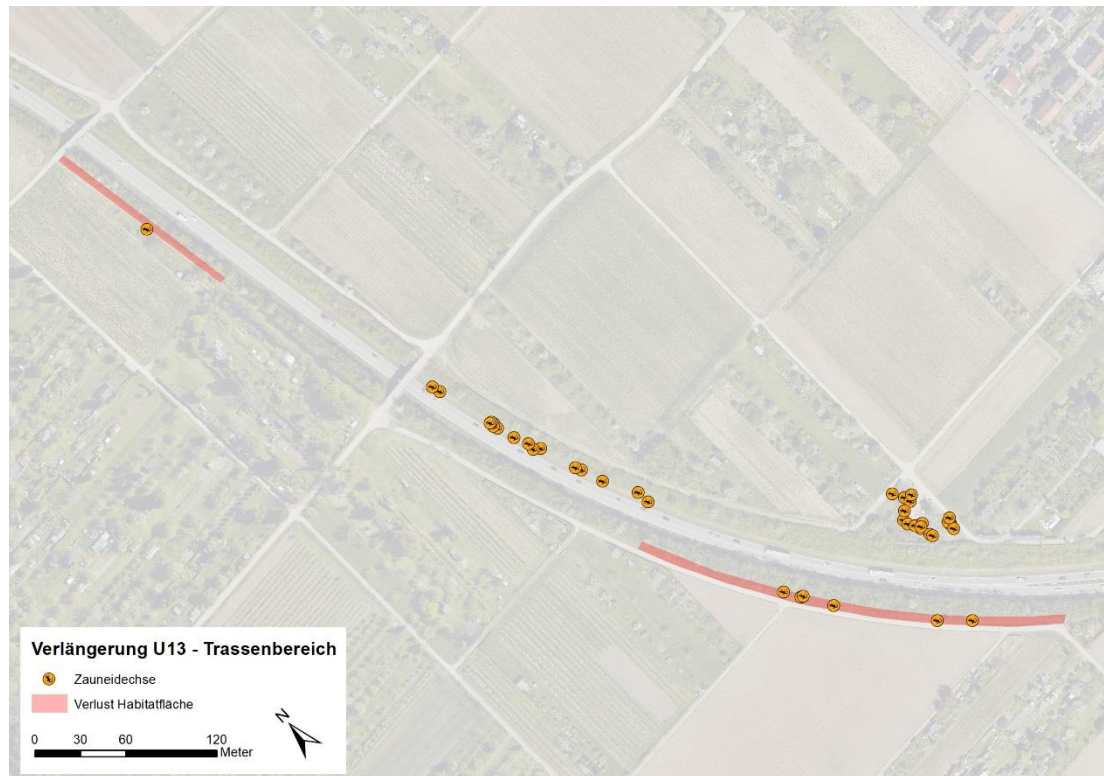 Verlängerung U13 - Trassenbereich
Zauneidechse
Verlust Habitatfläche
N
0 30 60 120
Meter